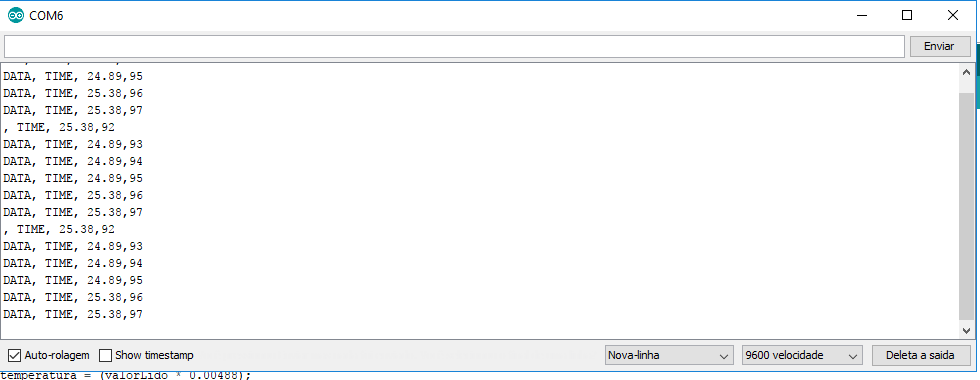 COM6
Enviar
DATA, TIME, 24.89,95
DATA, TIME, 25.38,96
DATA, TIME, 25.38,97
, TIME, 25.38,92
DATA, TIME, 24.89,93
DATA, TIME, 24.89,94
DATA, TIME, 24.89,95
DATA, TIME, 25.38,96
DATA, TIME, 25.38,97
, TIME, 25.38,92
DATA, TIME, 24.89,93
DATA, TIME, 24.89,94
DATA, TIME, 24.89,95
DATA, TIME, 25.38,96
DATA, TIME, 25.38,97
Auto-rolagem Show timestamp Nova-linha 9600 velocidade Deleta a saida
temperatura = (valorLido * 0.00488);